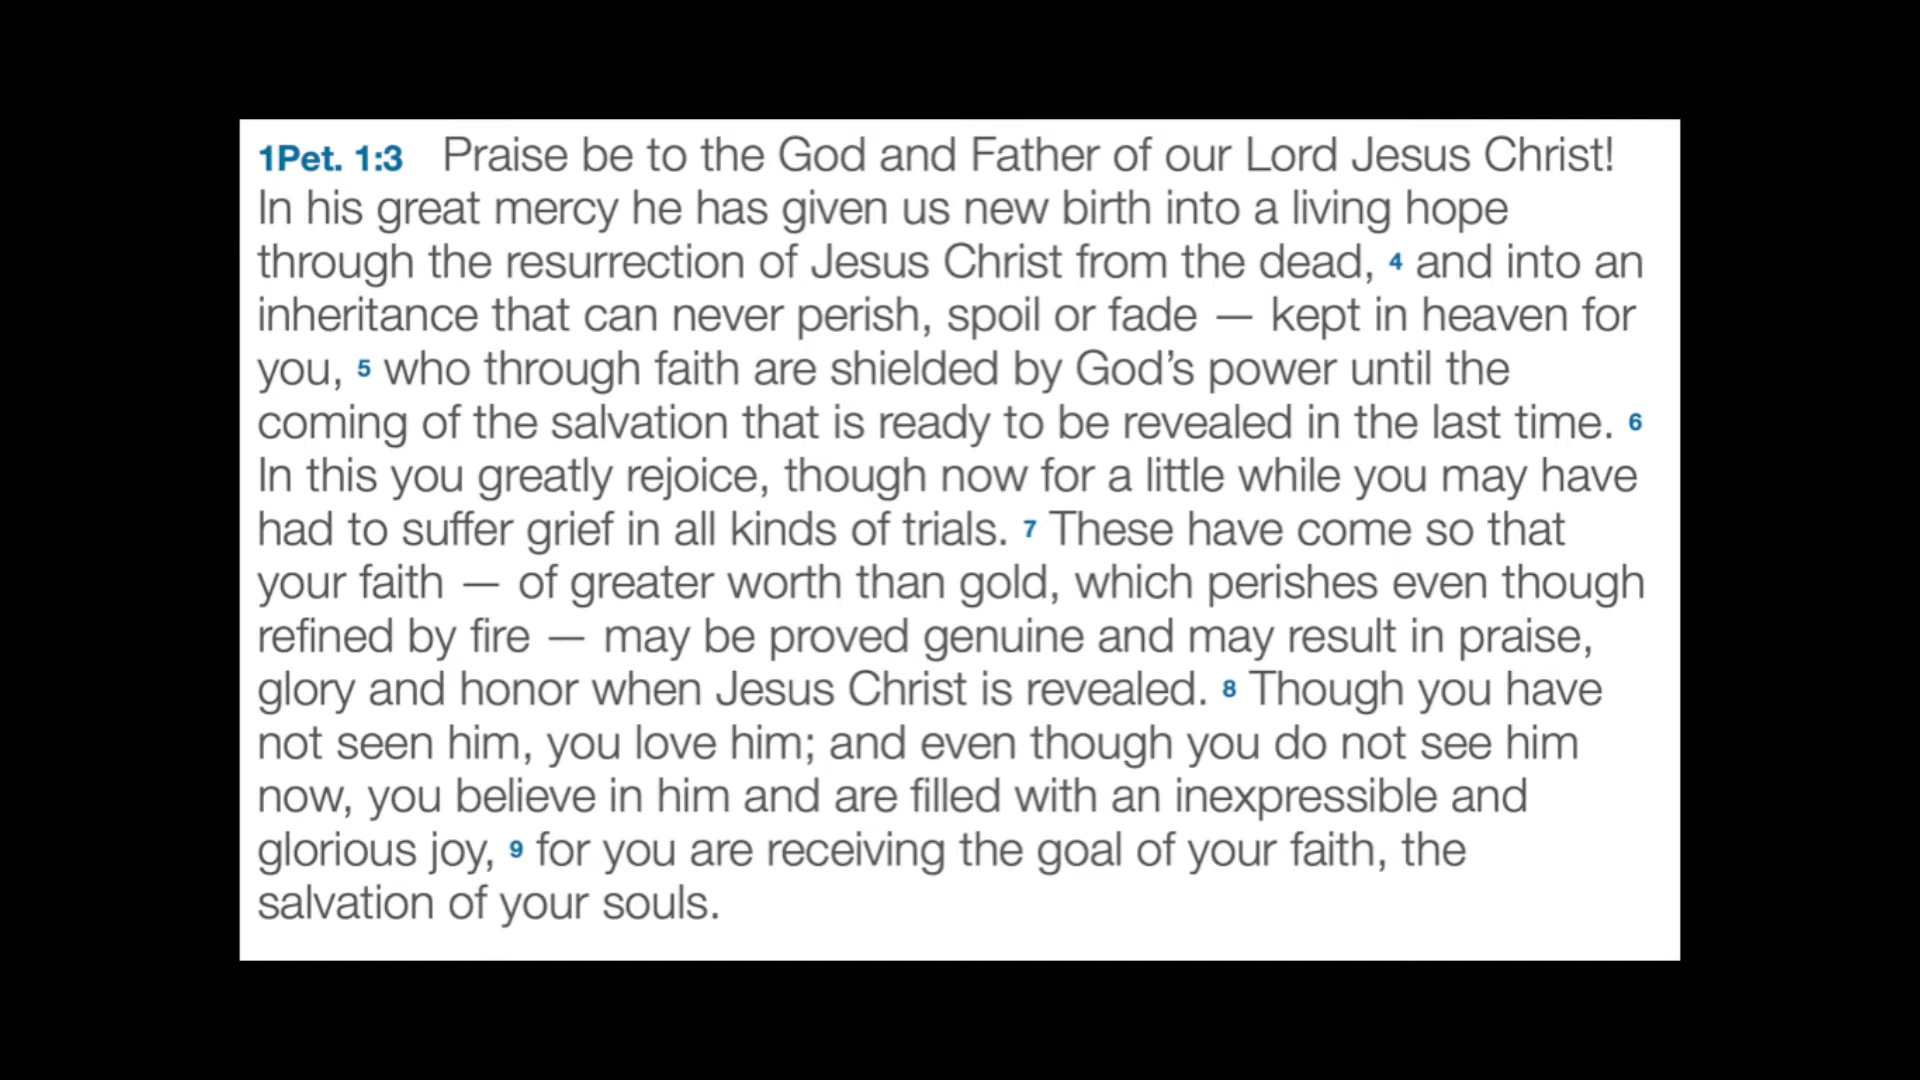 1Pet. 1:3 Praise be to the God and Father of our Lord Jesus Christ!
In his great mercy he has given us new birth into a living hope
through the resurrection of Jesus Christ from the dead, 4 and into an
inheritance that can never perish, spoil or fade — kept in heaven for
you, 5 who through faith are shielded by God’s power until the
coming of the salvation that is ready to be revealed in the last time. 6
In this you greatly rejoice, though now for a little while you may have
had to suffer grief in all kinds of trials. 7 These have come so that
your faith — of greater worth than gold, which perishes even though
refined by fire — may be proved genuine and may result in praise,
glory and honor when Jesus Christ is revealed. 8 Though you have
not seen him, you love him; and even though you do not see him
now, you believe in him and are filled with an inexpressible and
glorious joy, 9 for you are receiving the goal of your faith, the
salvation of your souls.